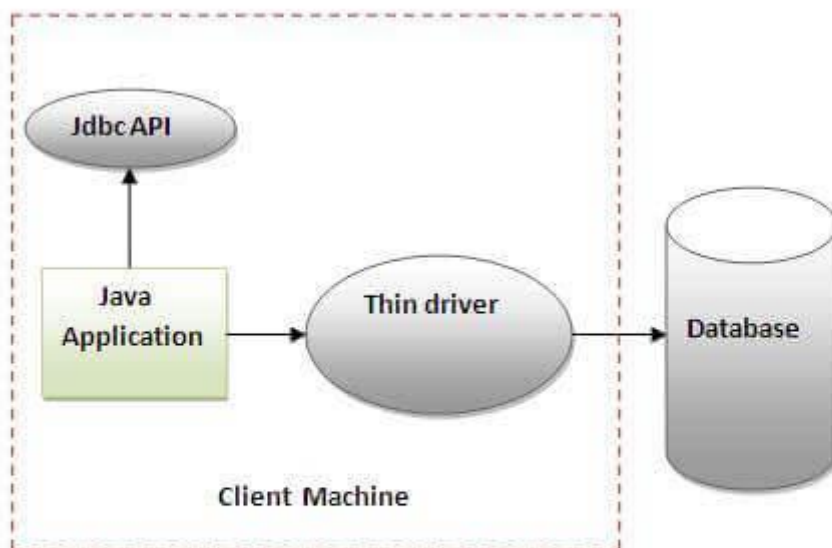 Jdbc API
Java
Application
Thin driver
Database
Client Machine